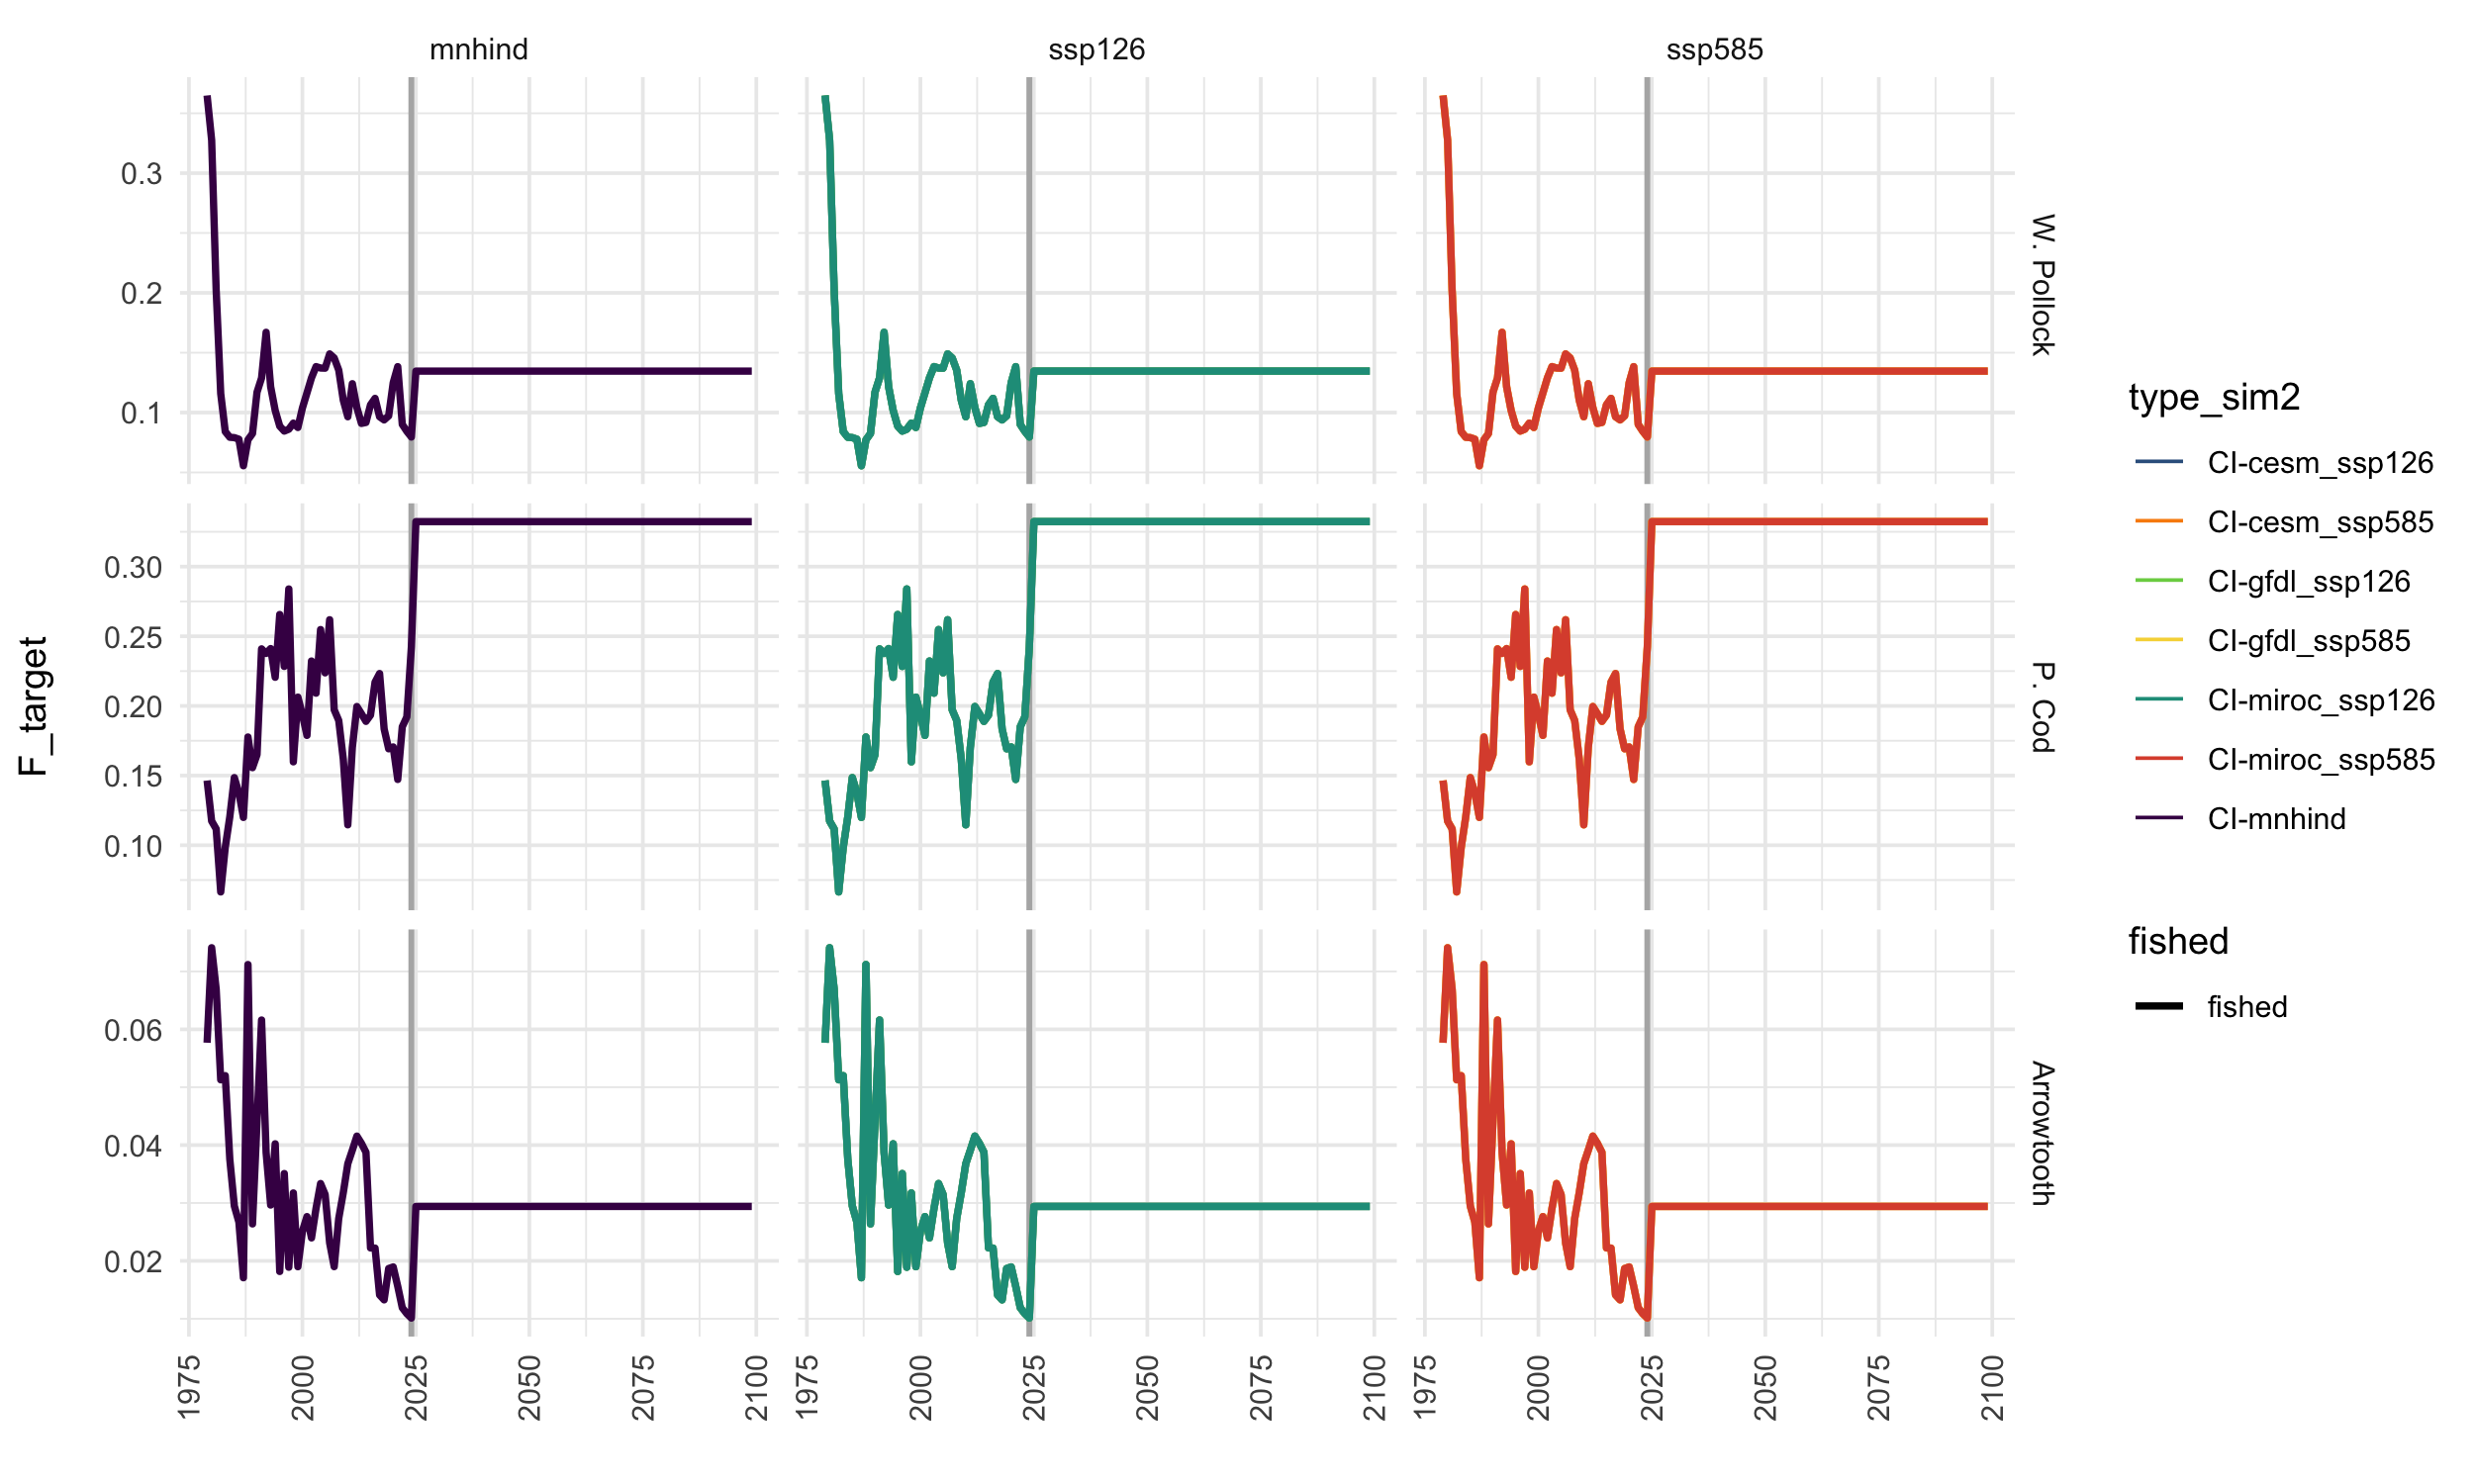 mnhind
ssp126
ssp585
F_target
0.3
0.2
0.1
W. Pollock
0.30
0.25
0.20
0.15
0.10
P. Cod
0.06
0.04
0.02
Arrowtooth
1975
2000
2025
2050
2075
2100
1975
2000
2025
2050
2075
2100
1975
2000
2025
2050
2075
2100
type_sim2
CI-cesm_ssp126
CI-cesm_ssp585
CI-gfdl_ssp126
CI-gfdl_ssp585
CI-miroc_ssp126
CI-miroc_ssp585
CI-mnhind
fished
fished